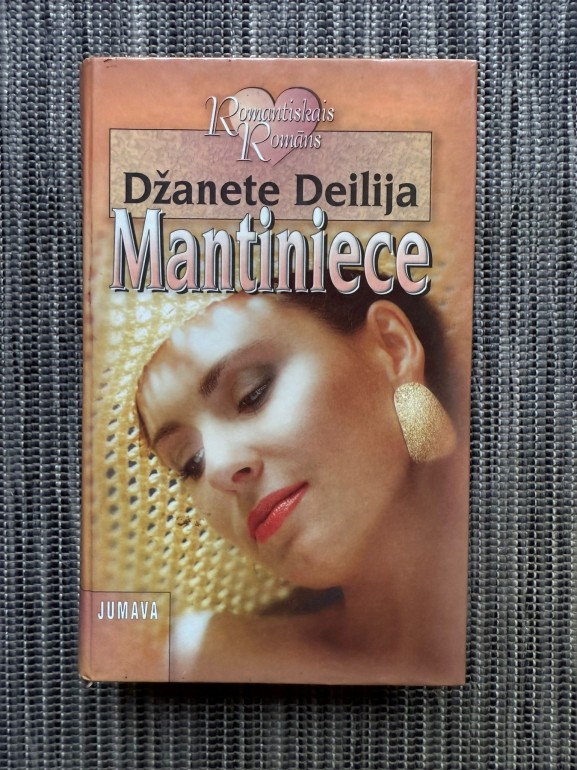 Romantiskais
Romāns
Džanete Deilija
Mantiniece
JUMAVA